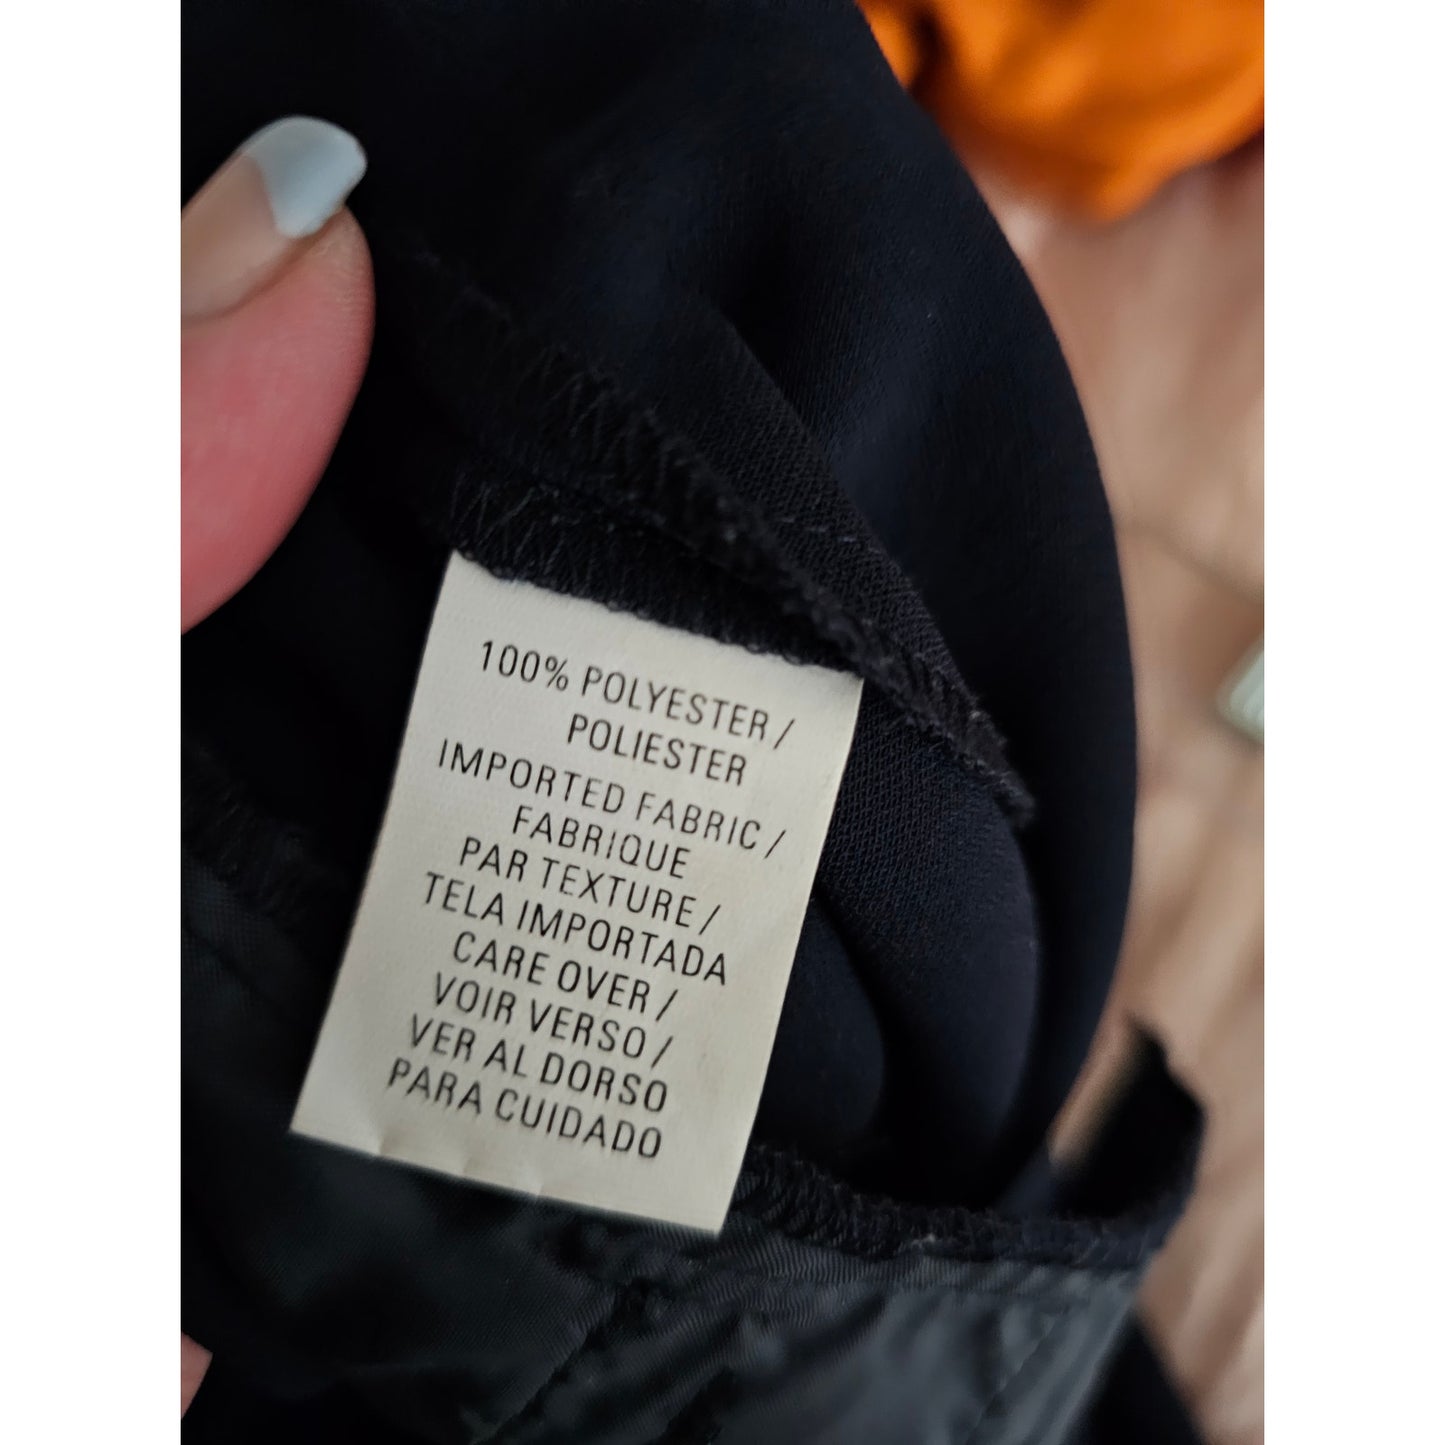 100% POLYESTER /
POLIESTER
IMPORTED FABRIC /
FABRIQUE
PAR TEXTURE /
TELA IMPORTADA
CARE OVER /
VOIR VERSO /
VER AL DORSO
PARA CUIDADO